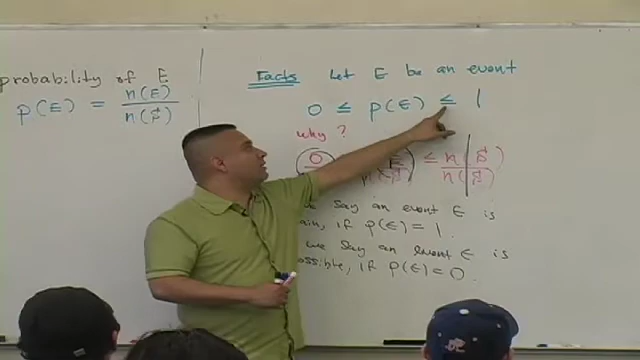 probability of E
p(E) = n(E) / n(S)
Facts Let E be an event
0 ≤ p(E) ≤ 1
why ?
0 ≤ n(S) / n(S)
say an event E is
if p(E) = 1.
we say an event E is
if p(E) = 0.